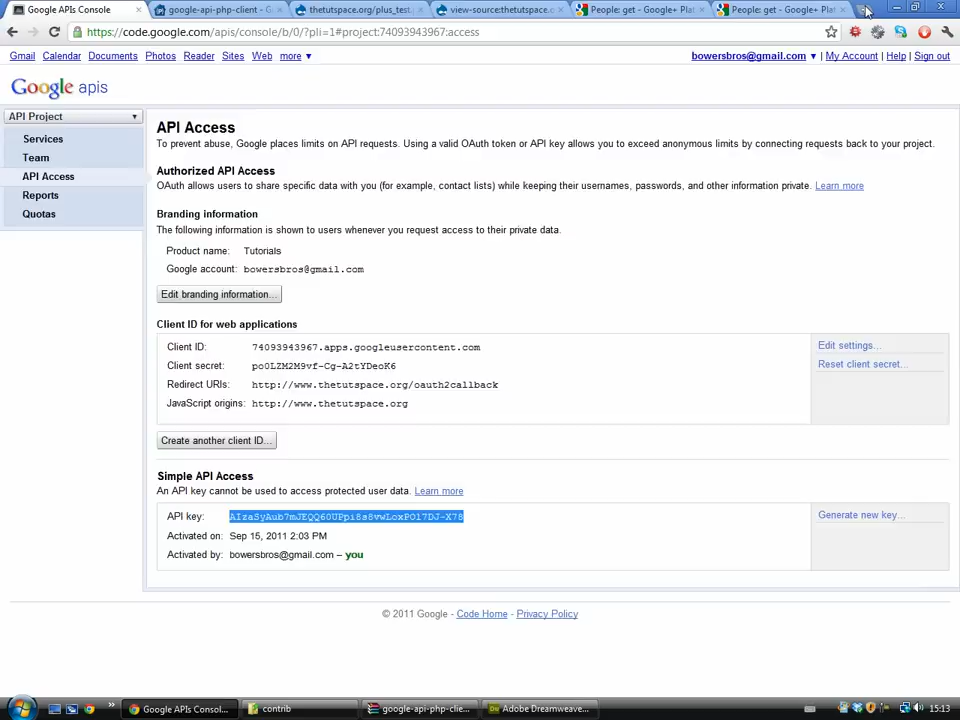 Google APIs Console
google-api-php-client - G
thetutspace.org/plus_test.
view-source:thetutspace.c
People: get - Google+ Plat
People: get - Google+ Plat
https://code.google.com/apis/console/b/0/?pli=1#project:74093943967:access
Gmail Calendar Documents Photos Reader Sites Web more ▼
bowersbros@gmail.com ▼ | My Account | Help | Sign out
Google apis
API Project
Services
Team
API Access
Reports
Quotas
API Access
To prevent abuse, Google places limits on API requests. Using a valid OAuth token or API key allows you to exceed anonymous limits by connecting requests back to your project.
Authorized API Access
OAuth allows users to share specific data with you (for example, contact lists) while keeping their usernames, passwords, and other information private. Learn more
Branding information
The following information is shown to users whenever you request access to their private data.
Product name: Tutorials
Google account: bowersbros@gmail.com
Edit branding information...
Client ID for web applications
Client ID: 74093943967.apps.googleusercontent.com
Client secret: po0LZM2M9vf-Cg-A2tYDeoK6
Redirect URIs: http://www.thetutspace.org/oauth2callback
JavaScript origins: http://www.thetutspace.org
Edit settings...
Reset client secret...
Create another client ID...
Simple API Access
An API key cannot be used to access protected user data. Learn more
API key: AIzaSyAub7mJEQQ60UPpi8s8vwLoxPO17DJ-X78
Activated on: Sep 15, 2011 2:03 PM
Activated by: bowersbros@gmail.com – you
Generate new key...
© 2011 Google - Code Home - Privacy Policy
Google APIs Consol...
contrib
google-api-php-clie...
Adobe Dreamweave...
15:13